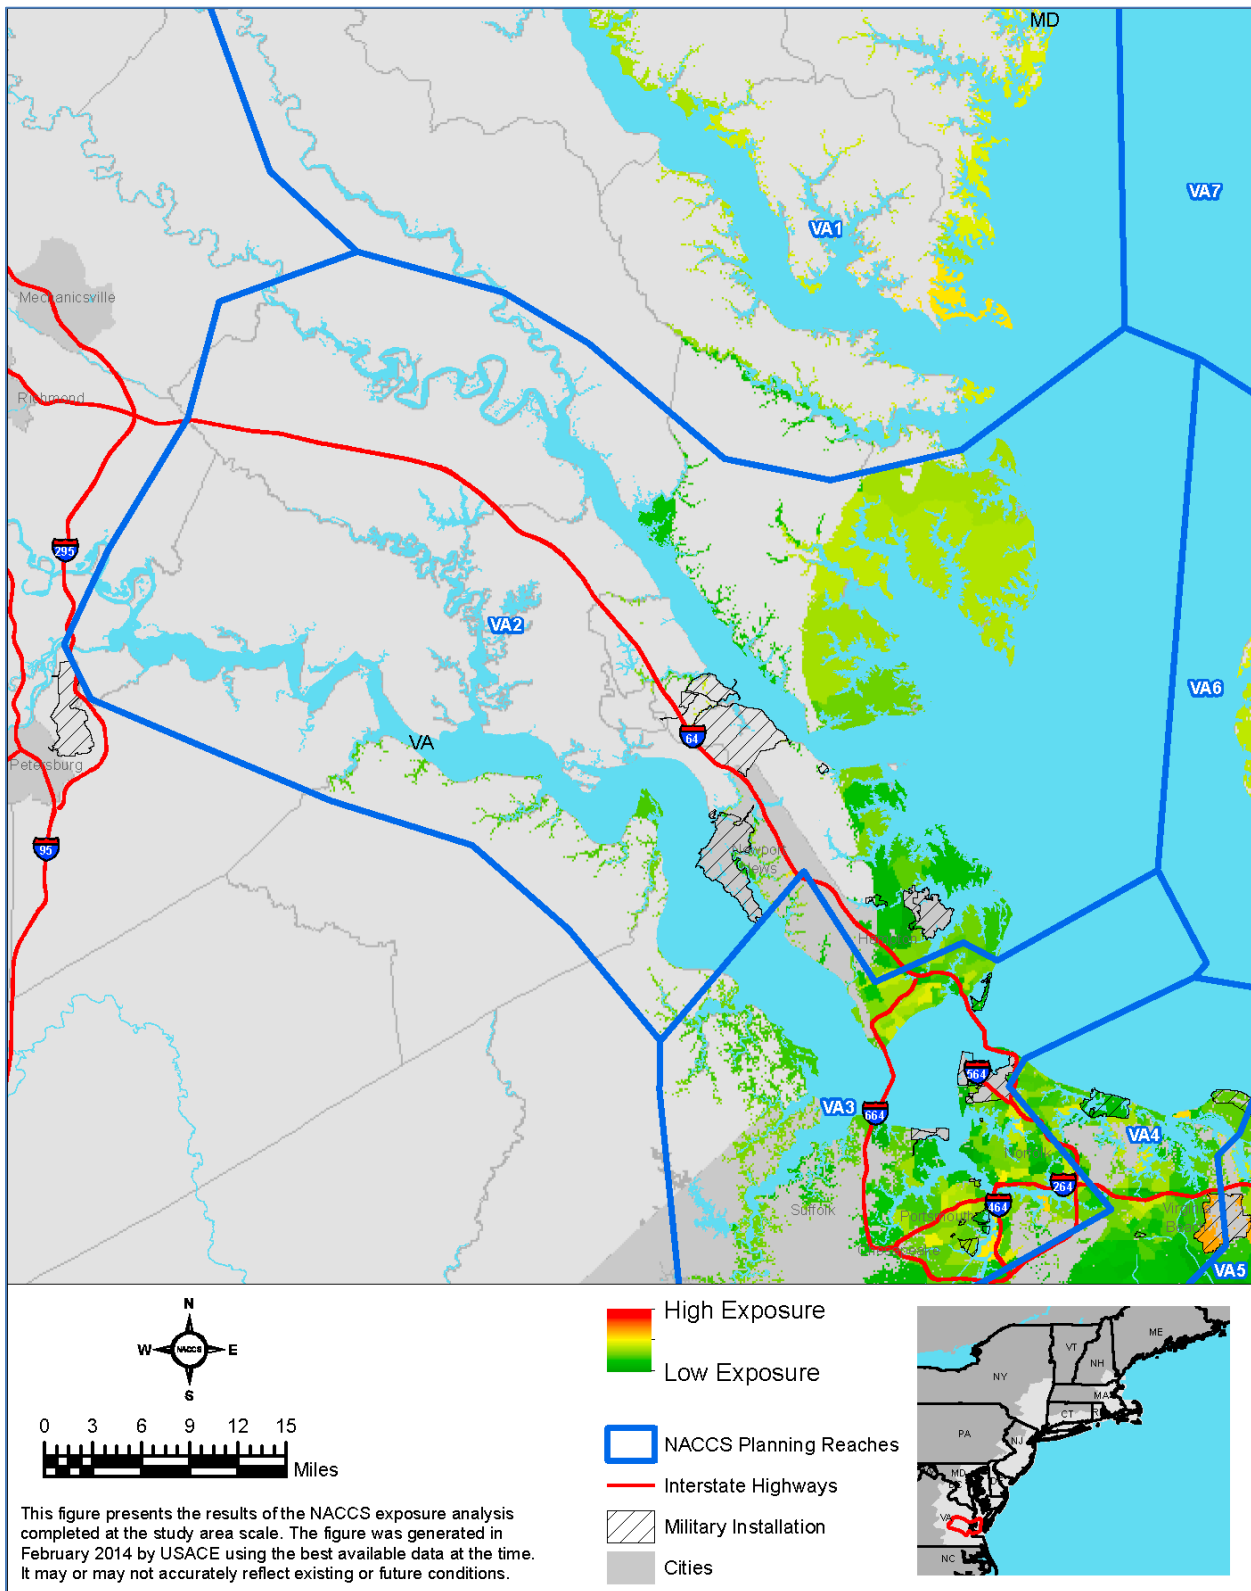 MD
VA7
VA1
Mechanicsville
Richmond
295
VA2
VA6
64
VA
Petersburg
95
Newport
News
564
VA3
664
VA4
Norfolk
264
464
Suffolk
Portsmouth
Virginia
Beach
Chesapeake
VA5
N
W
NACCS
E
S
0 3 6 9 12 15
Miles
This figure presents the results of the NACCS exposure analysis
completed at the study area scale. The figure was generated in
February 2014 by USACE using the best available data at the time.
It may or may not accurately reflect existing or future conditions.
High Exposure
Low Exposure
NACCS Planning Reaches
Interstate Highways
Military Installation
Cities
ME
VT
NH
NY
MA
CT
PA
NJ
MD
VA
NC